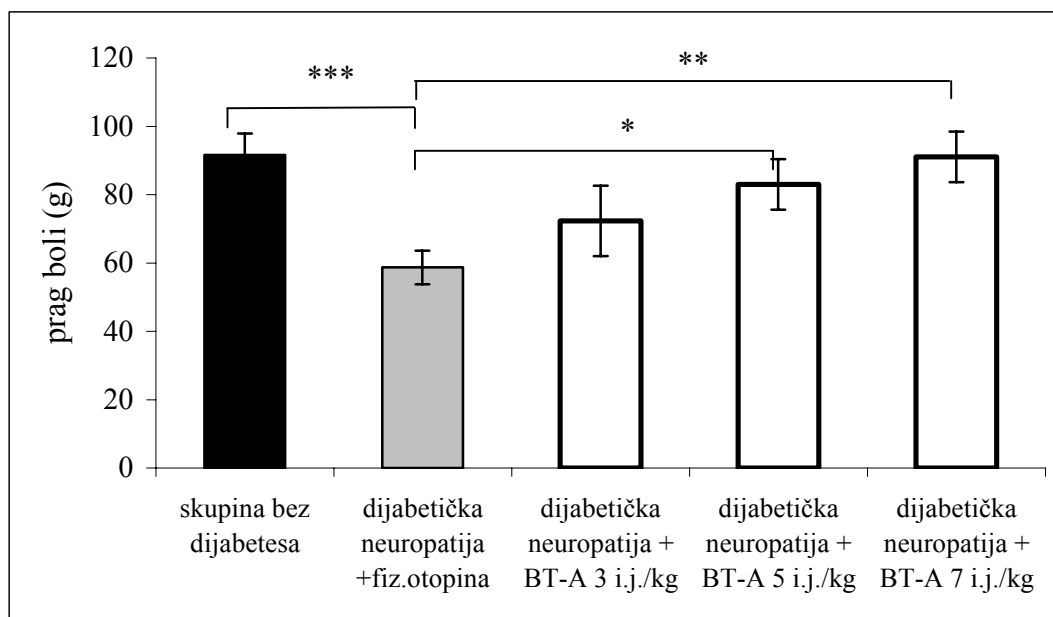 120
***
**
100
*
80
60
40
20
0
prag boli (g)
skupina bez
dijabetesa
dijabetička
neuropatija
+fiz.otopina
dijabetička
neuropatija +
BT-A 3 i.j./kg
dijabetička
neuropatija +
BT-A 5 i.j./kg
dijabetička
neuropatija +
BT-A 7 i.j./kg